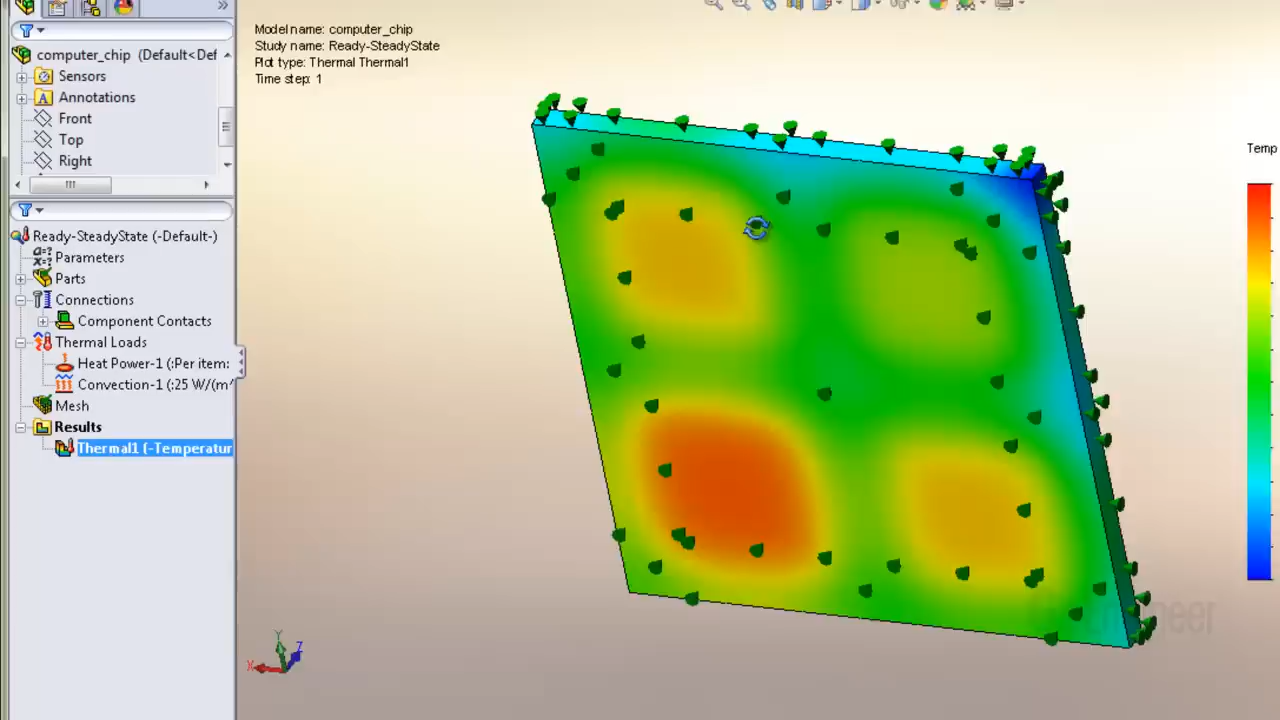 computer_chip (Default<Def
Sensors
Annotations
Front
Top
Right
Ready-SteadyState (-Default-)
Parameters
Parts
Connections
Component Contacts
Thermal Loads
Heat Power-1 (:Per item:
Convection-1 (:25 W/(m^
Mesh
Results
Thermal1 (-Temperatur
Model name: computer_chip
Study name: Ready-SteadyState
Plot type: Thermal Thermal1
Time step: 1
Temp
Y
Z
X